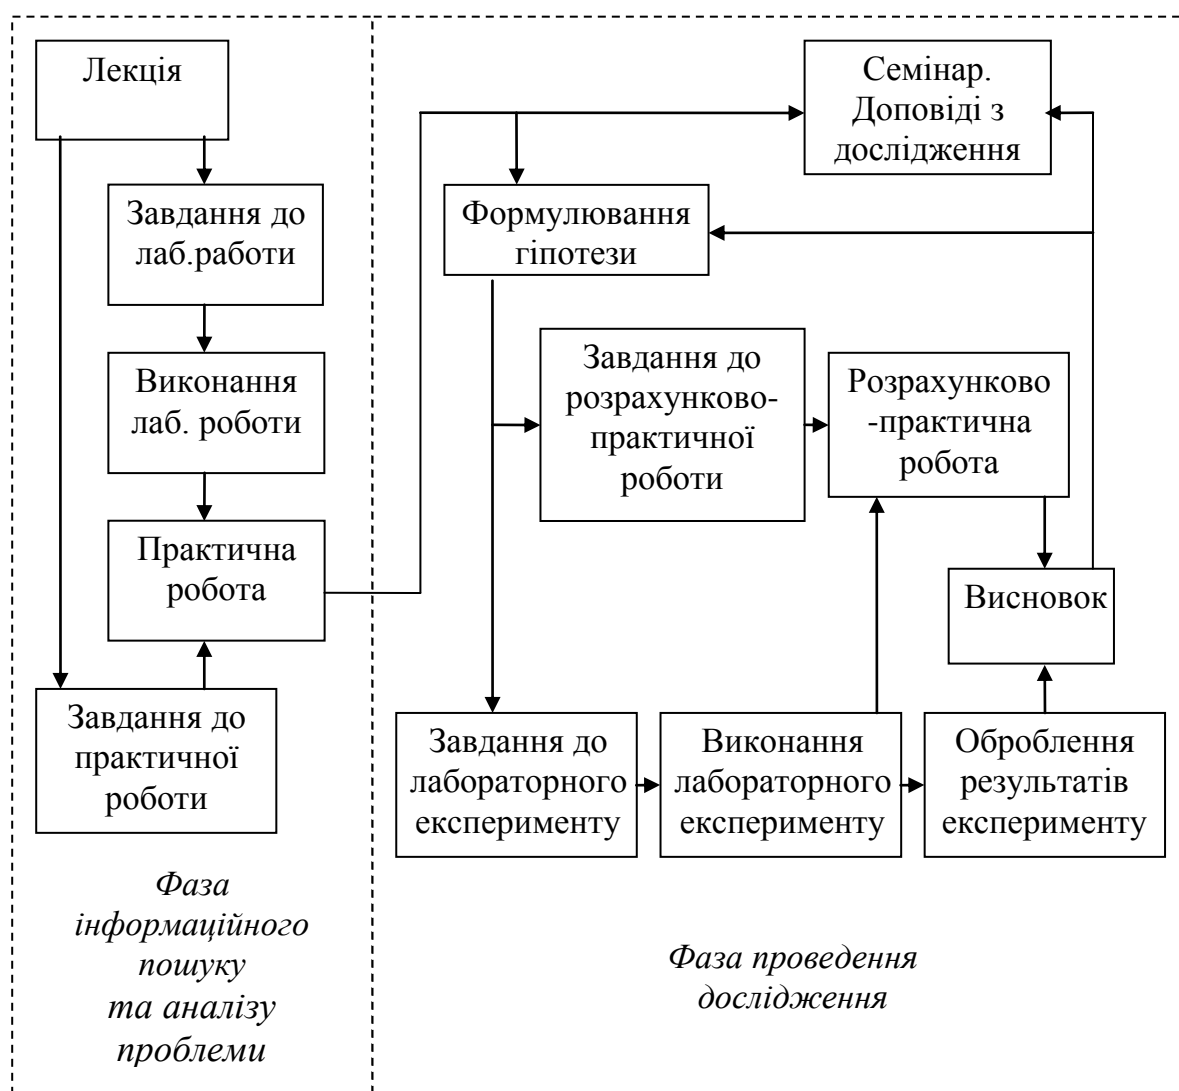 Лекція
Завдання до
лаб.работи
Виконання
лаб. роботи
Практична
робота
Завдання до
практичної
роботи
Фаза
інформаційного
пошуку
та аналізу
проблеми
Семінар.
Доповіді з
дослідження
Формулювання
гіпотези
Завдання до
розрахунково-
практичної
роботи
Розрахунково
-практична
робота
Висновок
Завдання до
лабораторного
експерименту
Виконання
лабораторного
експерименту
Оброблення
результатів
експерименту
Фаза проведення
дослідження